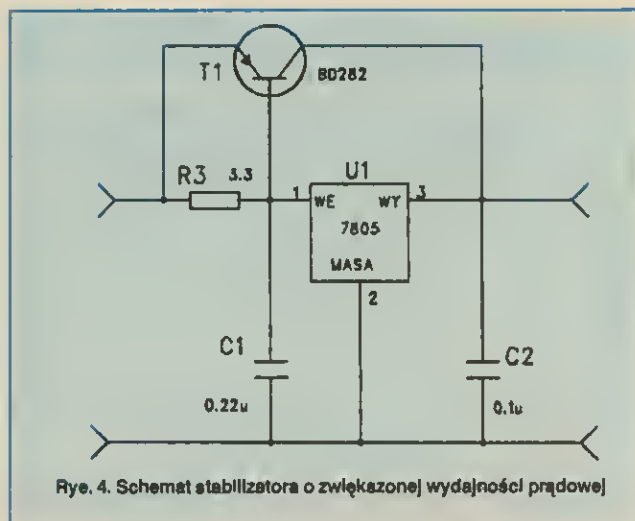 T1
BD282
R3 3.3
U1
1 WE WY 3
7805
MASA
2
C1
0.22u
C2
0.1u
Rys. 4. Schemat stabilizatora o zwiększonej wydajności prądowej